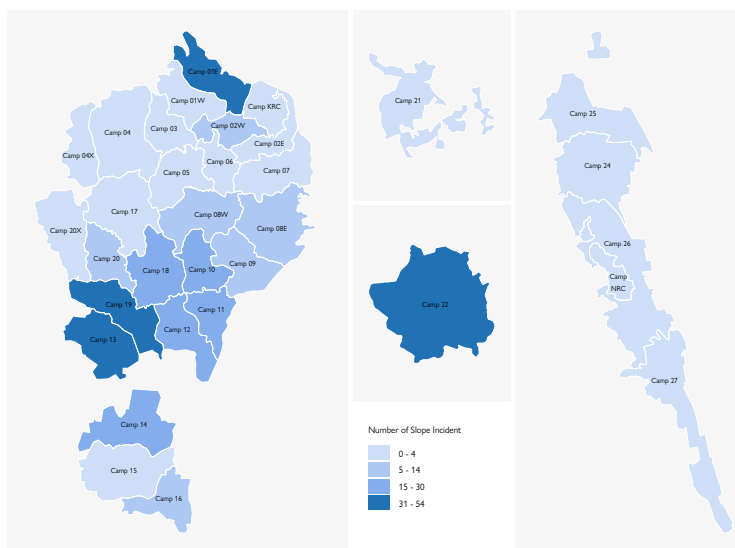 Camp 01E
Camp 01W
Camp KRC
Camp 02W
Camp 03
Camp 04
Camp 02E
Camp 04X
Camp 06
Camp 05
Camp 07
Camp 17
Camp 08W
Camp 08E
Camp 20X
Camp 20
Camp 18
Camp 10
Camp 09
Camp 19
Camp 11
Camp 12
Camp 13
Camp 14
Camp 15
Camp 16
Camp 21
Camp 22
Number of Slope Incident
0 - 4
5 - 14
15 - 30
31 - 54
Camp 25
Camp 24
Camp 26
Camp
NRC
Camp 27